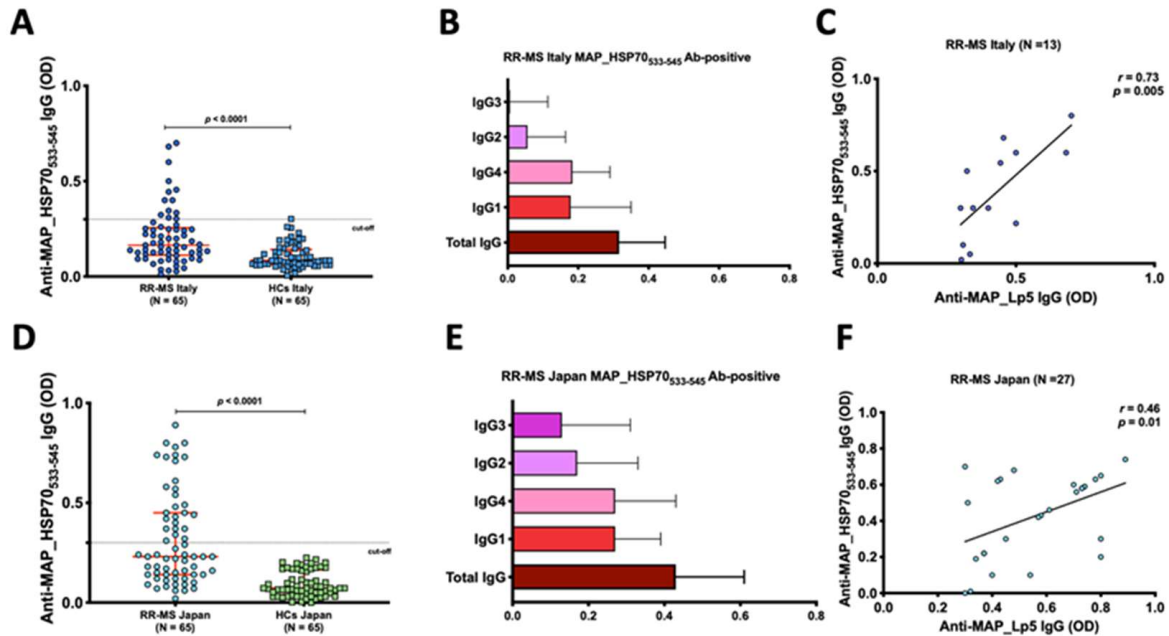 A
Anti-MAP_HSP70533-545 IgG (OD)
1.0
0.5
0.0
p < 0.0001
cut-off
RR-MS Italy
(N = 65)
HCs Italy
(N = 65)
B
RR-MS Italy MAP_HSP70533-545 Ab-positive
IgG3
IgG2
IgG4
IgG1
Total IgG
0.0 0.2 0.4 0.6 0.8
C
RR-MS Italy (N =13)
r = 0.73
p = 0.005
Anti-MAP_HSP70533-545 IgG (OD)
1.0
0.5
0.0
0.0 0.5 1.0
Anti-MAP_Lp5 IgG (OD)
D
Anti-MAP_HSP70533-545 IgG (OD)
1.0
0.5
0.0
p < 0.0001
cut-off
RR-MS Japan
(N = 65)
HCs Japan
(N = 65)
E
RR-MS Japan MAP_HSP70533-545 Ab-positive
IgG3
IgG2
IgG4
IgG1
Total IgG
0.0 0.2 0.4 0.6 0.8
F
RR-MS Japan (N =27)
r = 0.46
p = 0.01
Anti-MAP_HSP70533-545 IgG (OD)
1.0
0.8
0.6
0.4
0.2
0.0
0.0 0.2 0.4 0.6 0.8 1.0
Anti-MAP_Lp5 IgG (OD)